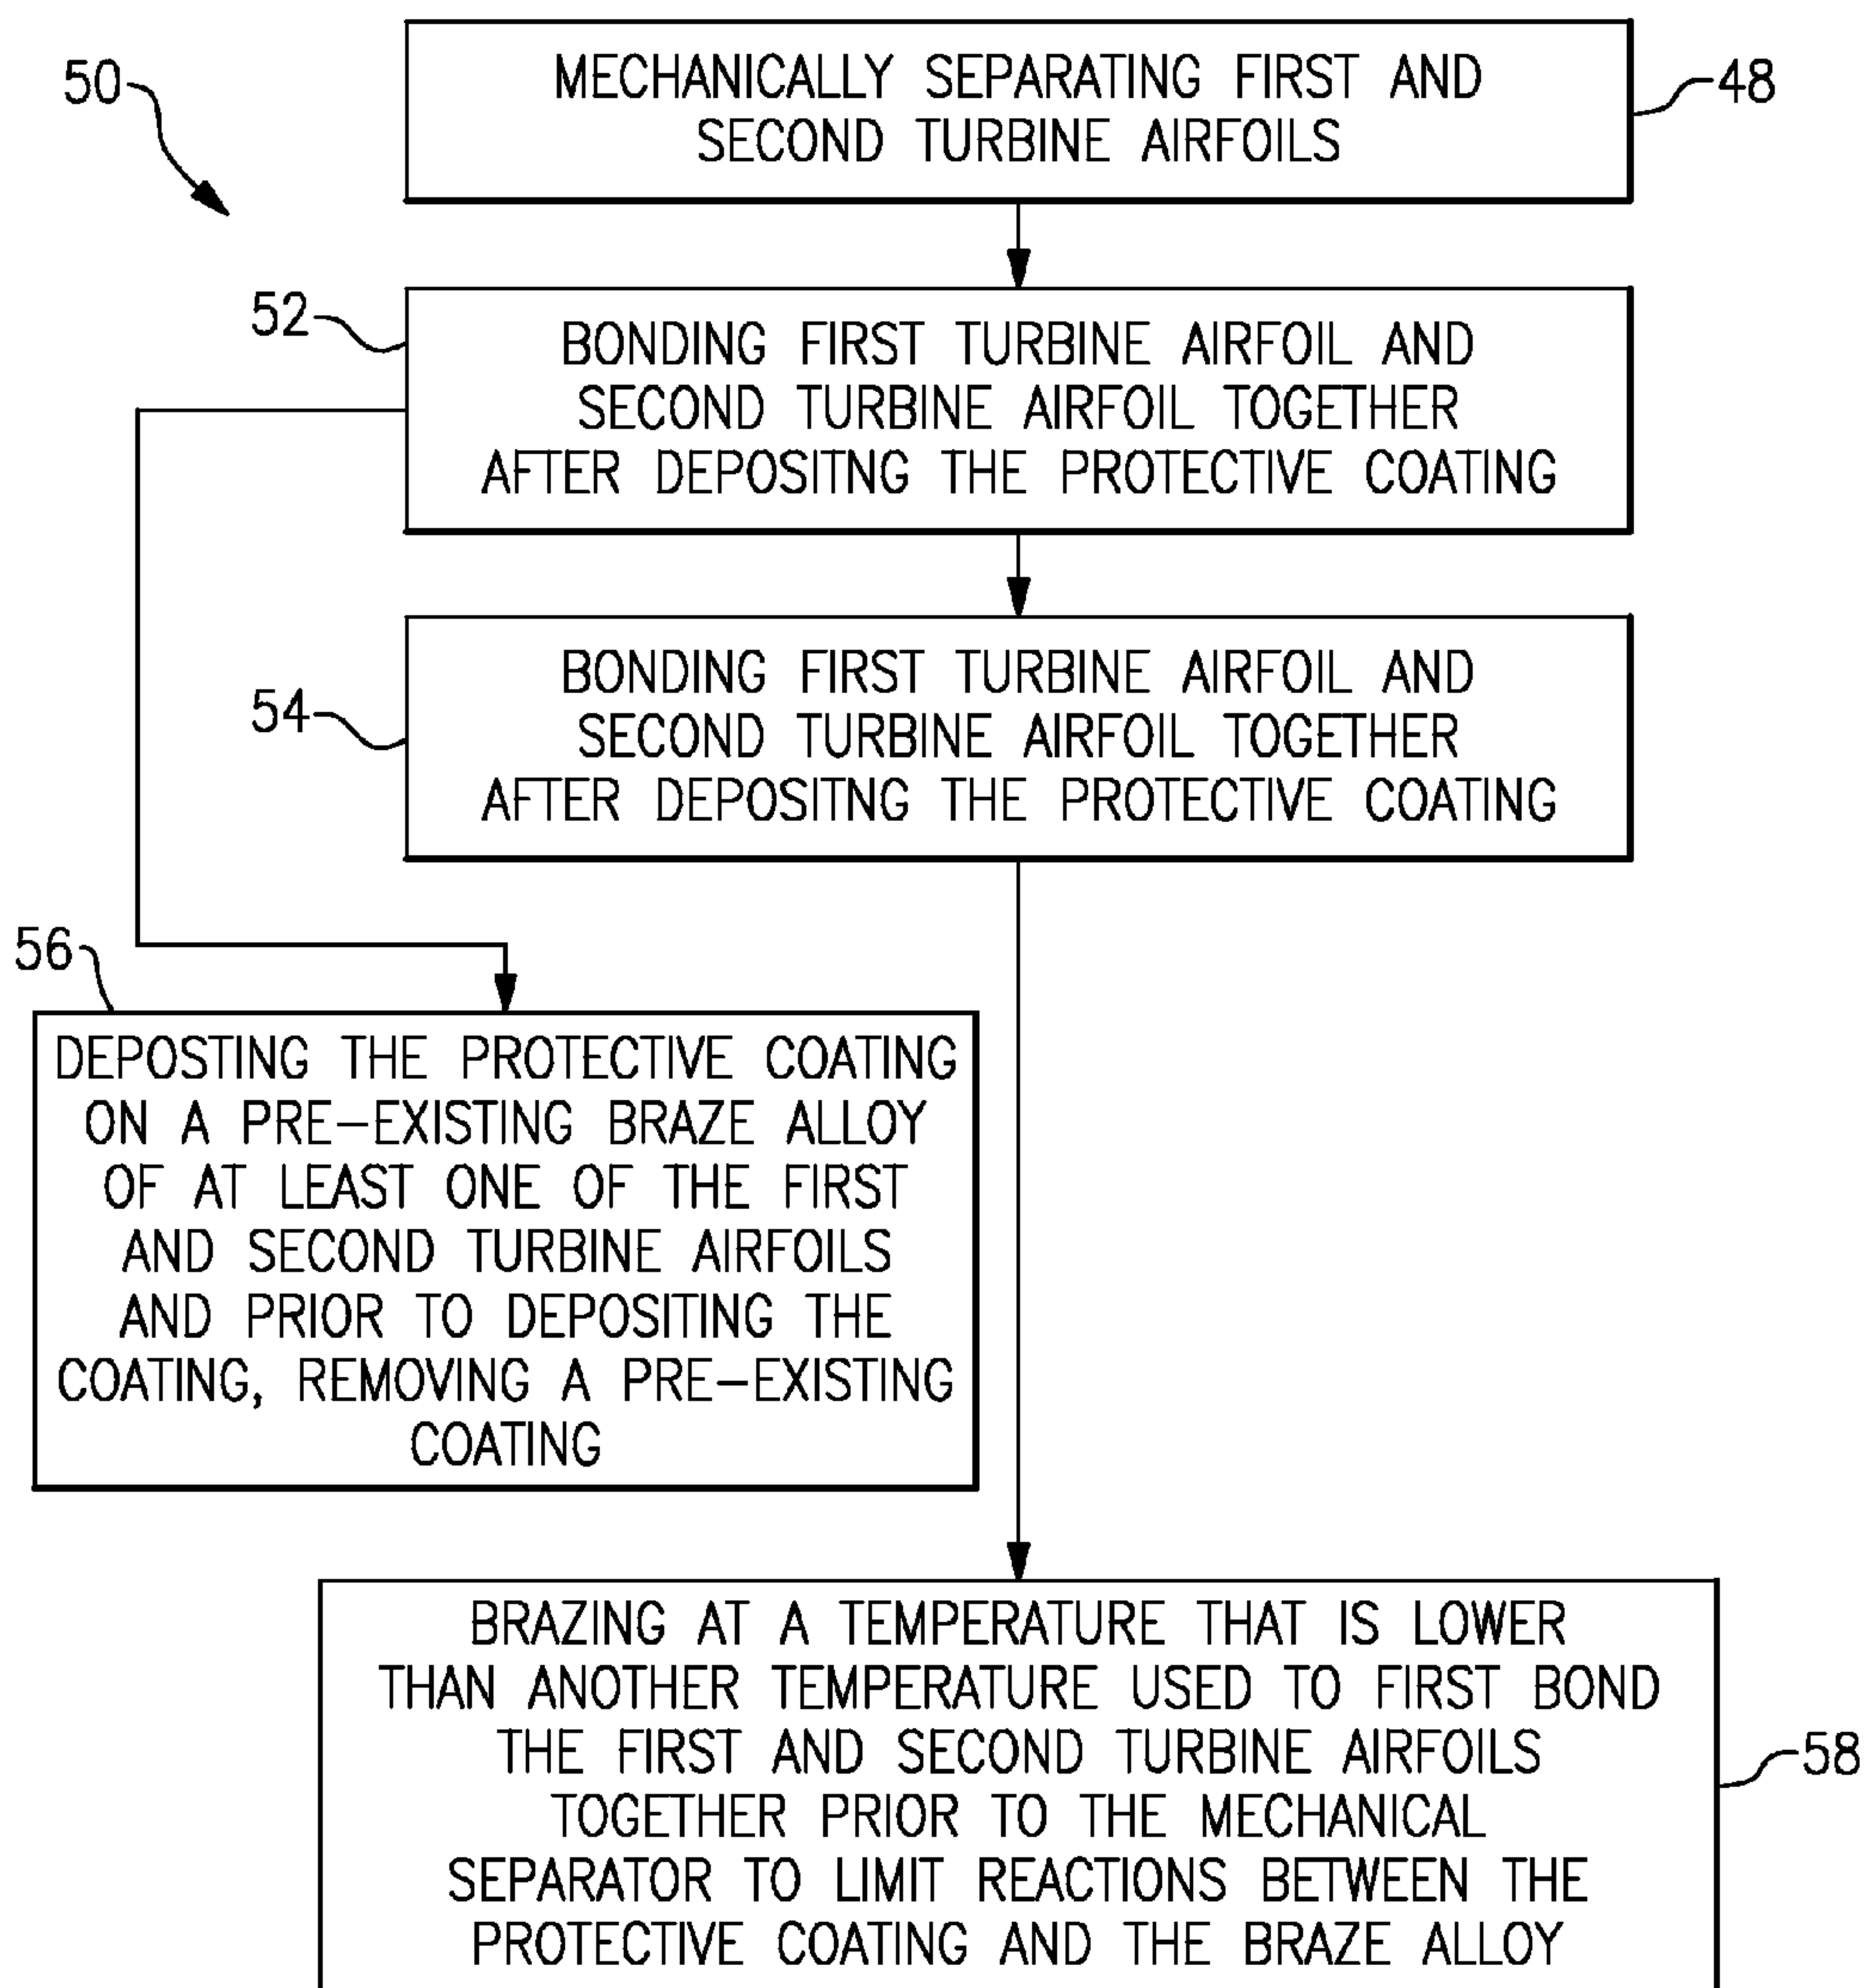 50
MECHANICALLY SEPARATING FIRST AND
SECOND TURBINE AIRFOILS
48
52
BONDING FIRST TURBINE AIRFOIL AND
SECOND TURBINE AIRFOIL TOGETHER
AFTER DEPOSITNG THE PROTECTIVE COATING
54
BONDING FIRST TURBINE AIRFOIL AND
SECOND TURBINE AIRFOIL TOGETHER
AFTER DEPOSITNG THE PROTECTIVE COATING
56
DEPOSTING THE PROTECTIVE COATING
ON A PRE-EXISTING BRAZE ALLOY
OF AT LEAST ONE OF THE FIRST
AND SECOND TURBINE AIRFOILS
AND PRIOR TO DEPOSITING THE
COATING, REMOVING A PRE-EXISTING
COATING
BRAZING AT A TEMPERATURE THAT IS LOWER
THAN ANOTHER TEMPERATURE USED TO FIRST BOND
THE FIRST AND SECOND TURBINE AIRFOILS
TOGETHER PRIOR TO THE MECHANICAL
SEPARATOR TO LIMIT REACTIONS BETWEEN THE
PROTECTIVE COATING AND THE BRAZE ALLOY
58